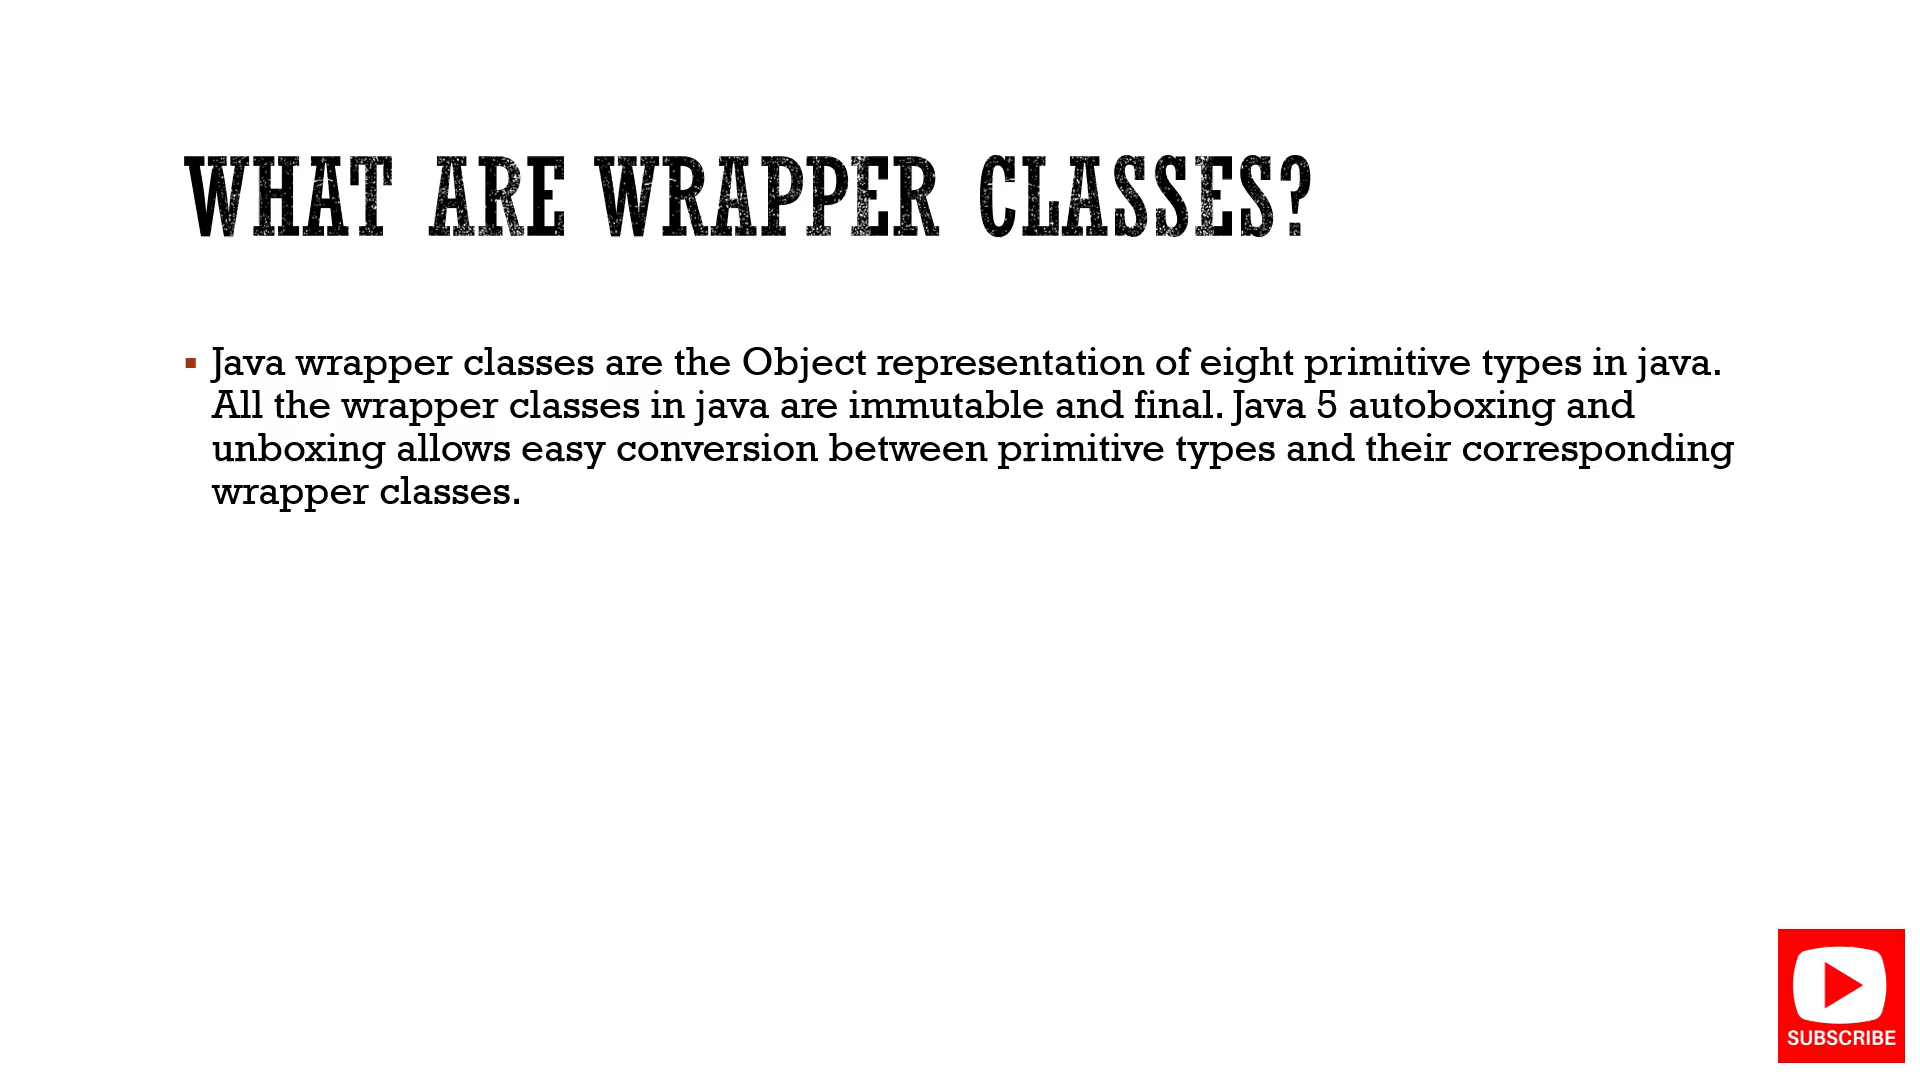 WHAT ARE WRAPPER CLASSES?
▪ Java wrapper classes are the Object representation of eight primitive types in java.
All the wrapper classes in java are immutable and final. Java 5 autoboxing and
unboxing allows easy conversion between primitive types and their corresponding
wrapper classes.
SUBSCRIBE